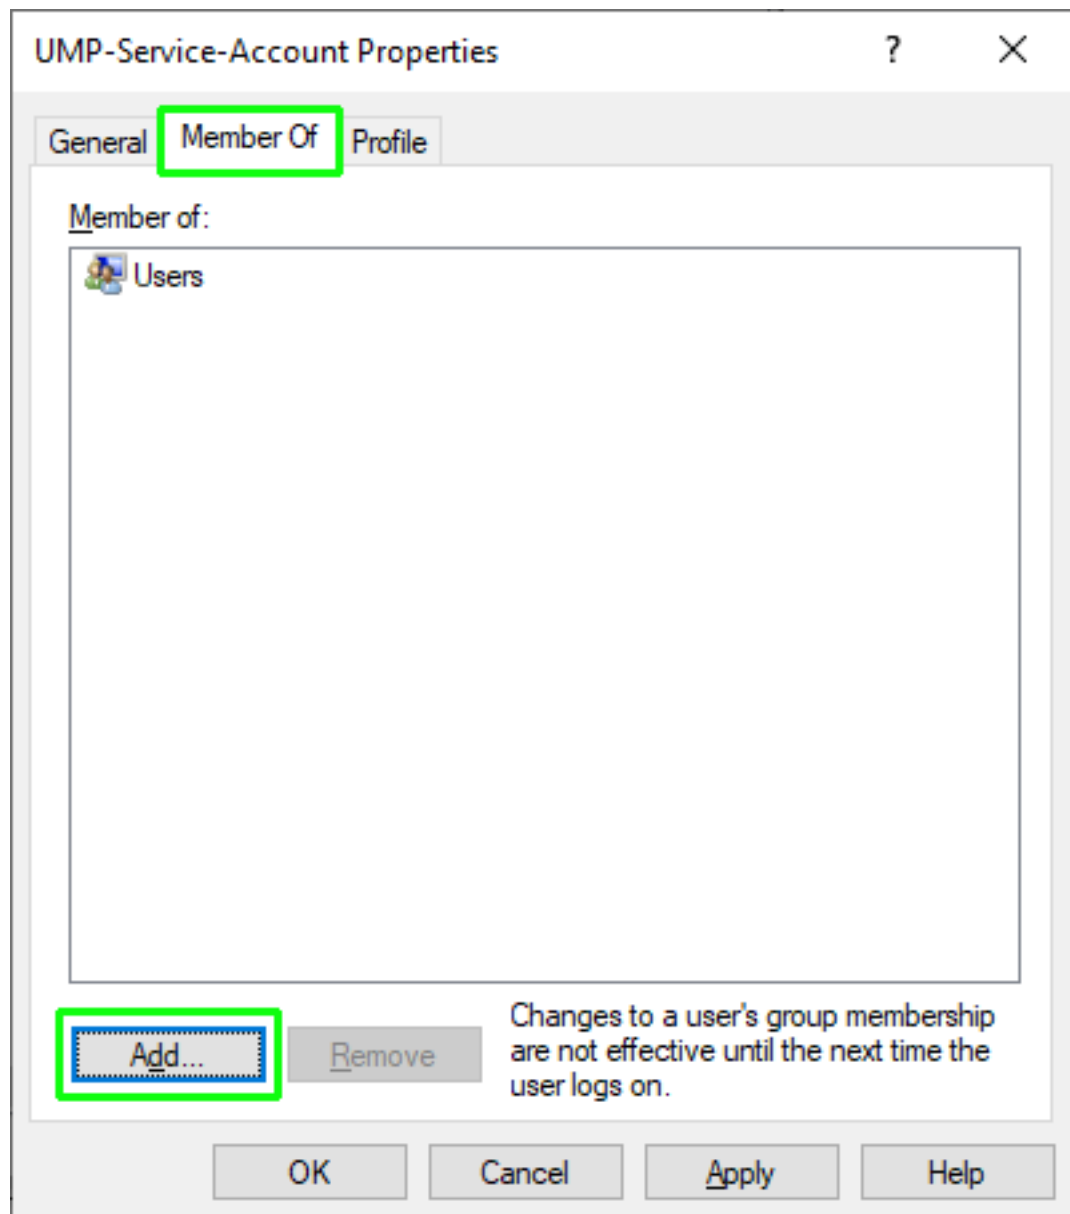 UMP-Service-Account Properties ?
General Member Of Profile
Member of:
Users
Add... Remove
Changes to a user's group membership
are not effective until the next time the
user logs on.
OK Cancel Apply Help